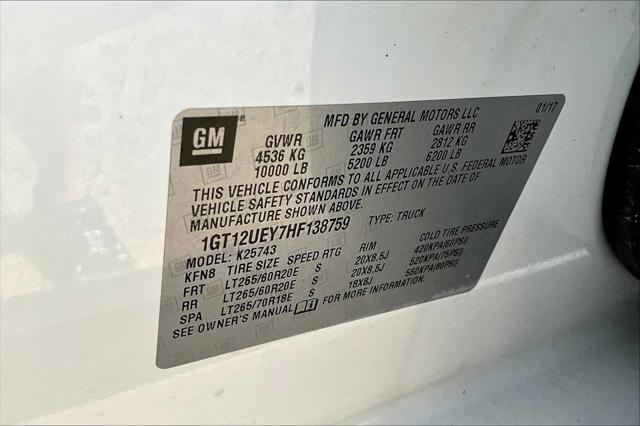 GM
MFD BY GENERAL MOTORS LLC 01/17
GVWR GAWR FRT GAWR RR
4536 KG 2359 KG 2812 KG
10000 LB 5200 LB 6200 LB
THIS VEHICLE CONFORMS TO ALL APPLICABLE U.S. FEDERAL MOTOR
VEHICLE SAFETY STANDARDS IN EFFECT ON THE DATE OF
MANUFACTURE SHOWN ABOVE.
1GT12UEY7HF138759 TYPE: TRUCK
MODEL: K25743
KFN8 TIRE SIZE SPEED RTG RIM COLD TIRE PRESSURE
FRT LT265/60R20E S 20X8.5J 420KPA(60PSI)
RR LT265/60R20E S 20X8.5J 520KPA(75PSI)
SPA LT265/70R18E S 18X8J 550KPA(80PSI)
SEE OWNER'S MANUAL FOR MORE INFORMATION.